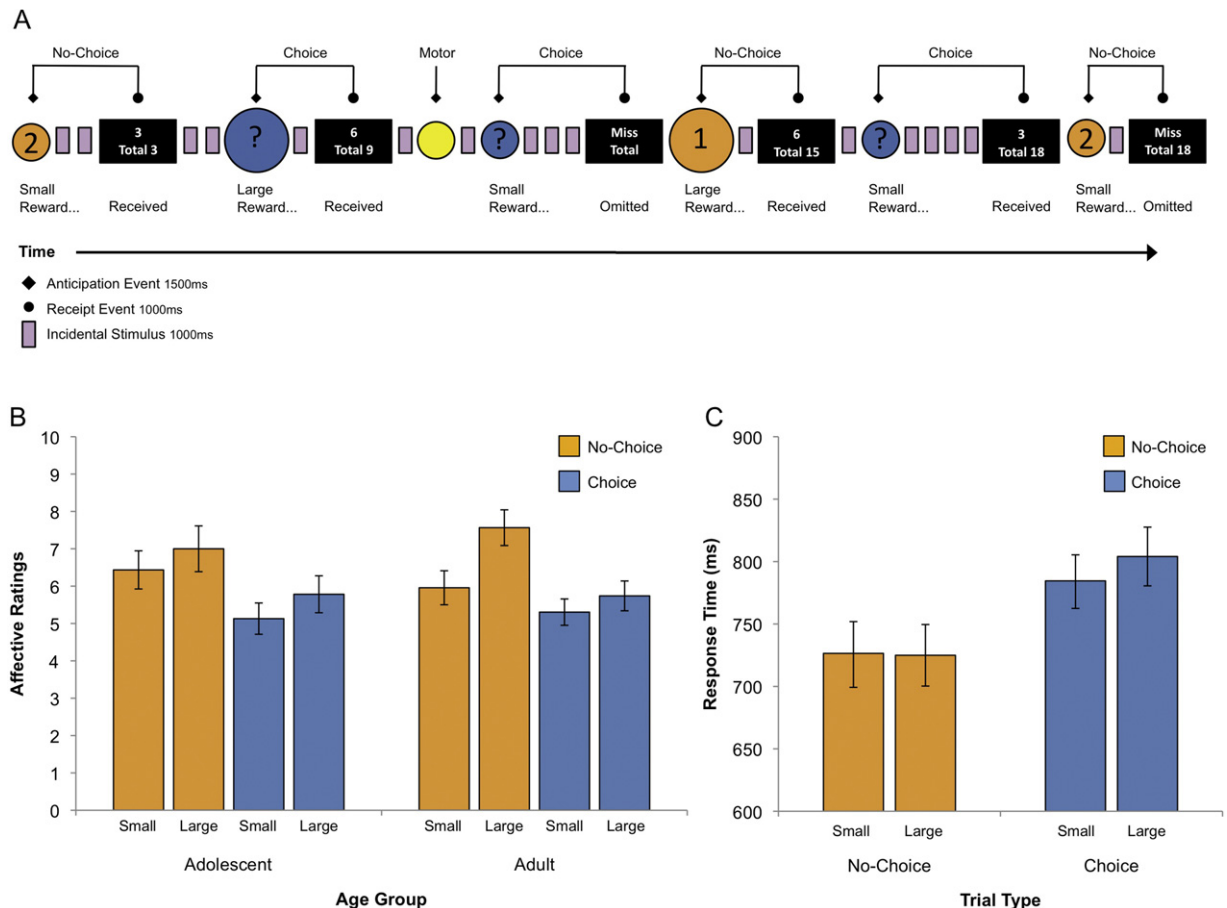 A
No-Choice Choice Motor Choice No-Choice Choice No-Choice
2 3 ? 6 ? Miss 1 6 ? 3 2 Miss
Total 3 Total 9 Total Total 15 Total 18 Total 18
Small Large Small Large Small Small
Reward... Received Reward... Received Reward... Omitted Reward... Received Reward... Received Reward... Omitted
Time
Anticipation Event 1500ms
Receipt Event 1000ms
Incidental Stimulus 1000ms
B
10
9
8
7
6
5
4
3
2
1
0
Affective Ratings
No-Choice
Choice
Small Large Small Large Small Large Small Large
Adolescent Adult
Age Group
C
900
850
800
750
700
650
600
Response Time (ms)
No-Choice
Choice
Small Large Small Large
No-Choice Choice
Trial Type